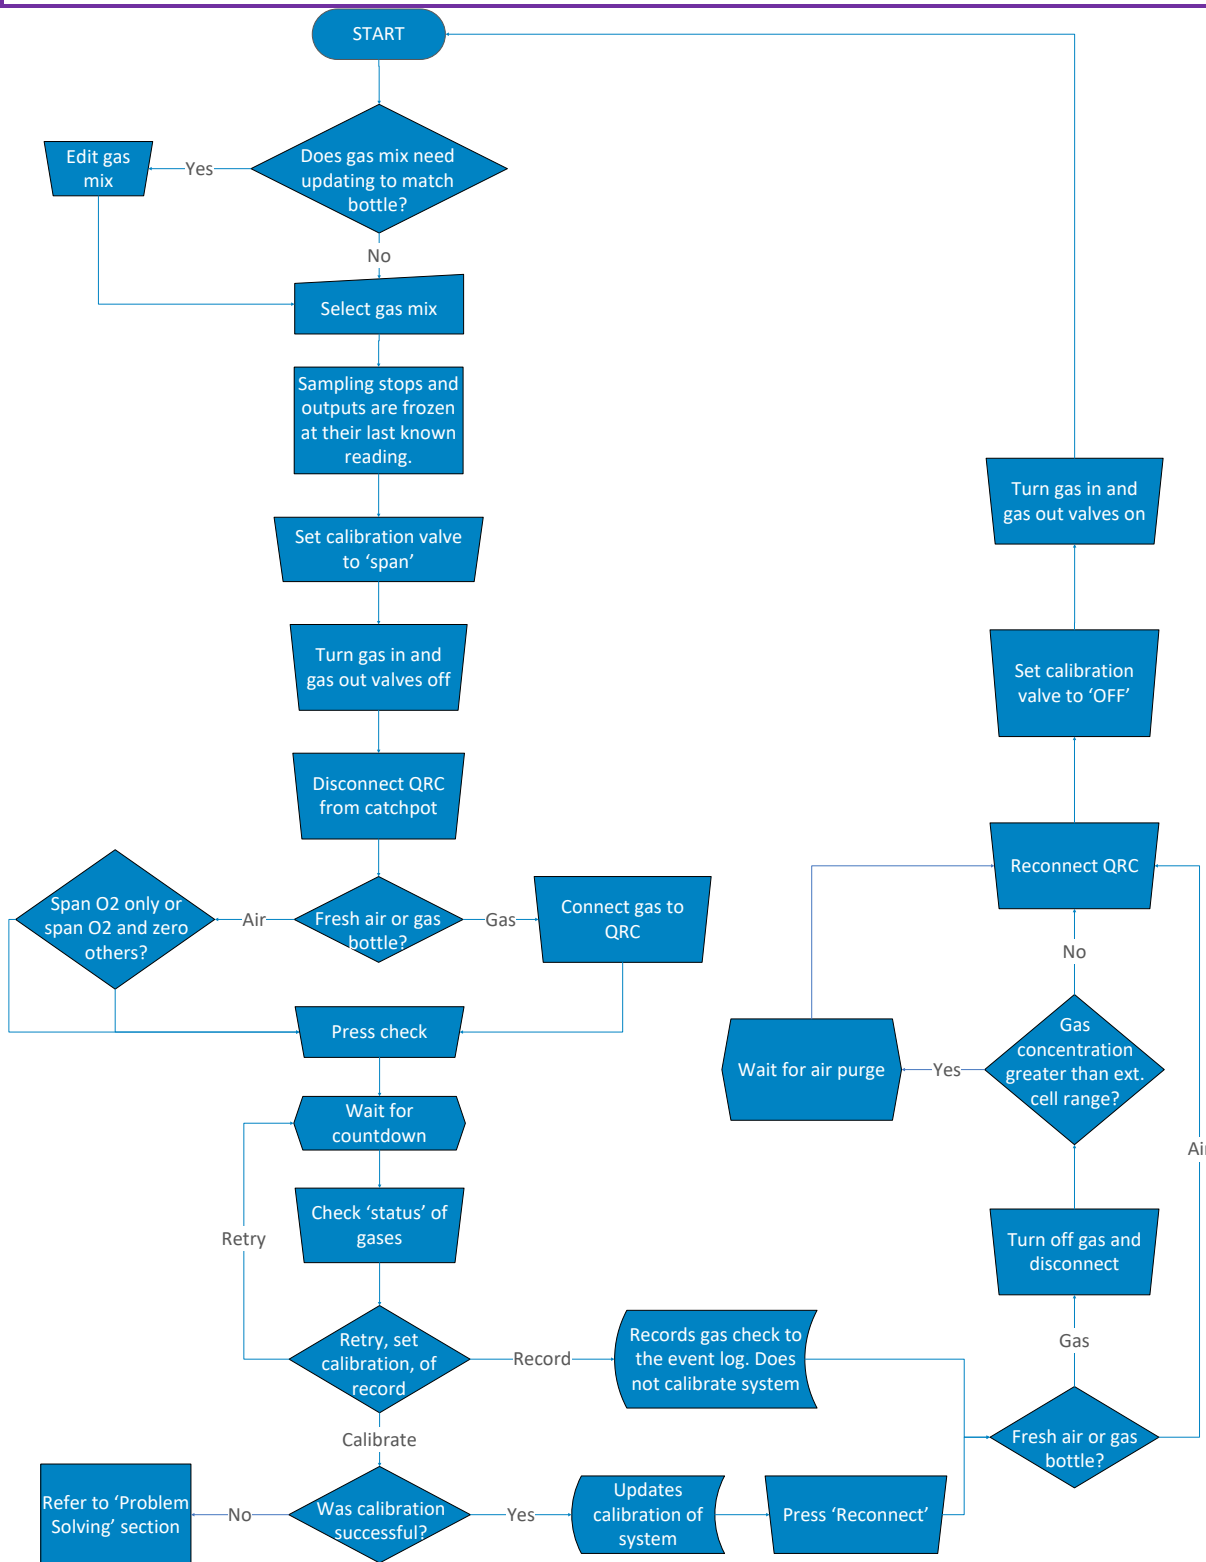 START
Does gas mix need
updating to match
bottle?
Yes
Edit gas
mix
No
Select gas mix
Sampling stops and
outputs are frozen
at their last known
reading.
Set calibration valve
to ‘span’
Turn gas in and
gas out valves off
Disconnect QRC
from catchpot
Fresh air or gas
bottle?
Air
Span O2 only or
span O2 and zero
others?
Gas
Connect gas to
QRC
Press check
Wait for
countdown
Check ‘status’ of
gases
Retry
Retry, set
calibration, of
record
Record
Records gas check to
the event log. Does
not calibrate system
Calibrate
Was calibration
successful?
No
Refer to ‘Problem
Solving’ section
Yes
Updates
calibration of
system
Press ‘Reconnect’
Fresh air or gas
bottle?
Gas
Air
Turn off gas and
disconnect
Gas
concentration
greater than ext.
cell range?
Yes
Wait for air purge
No
Reconnect QRC
Set calibration
valve to ‘OFF’
Turn gas in and
gas out valves on